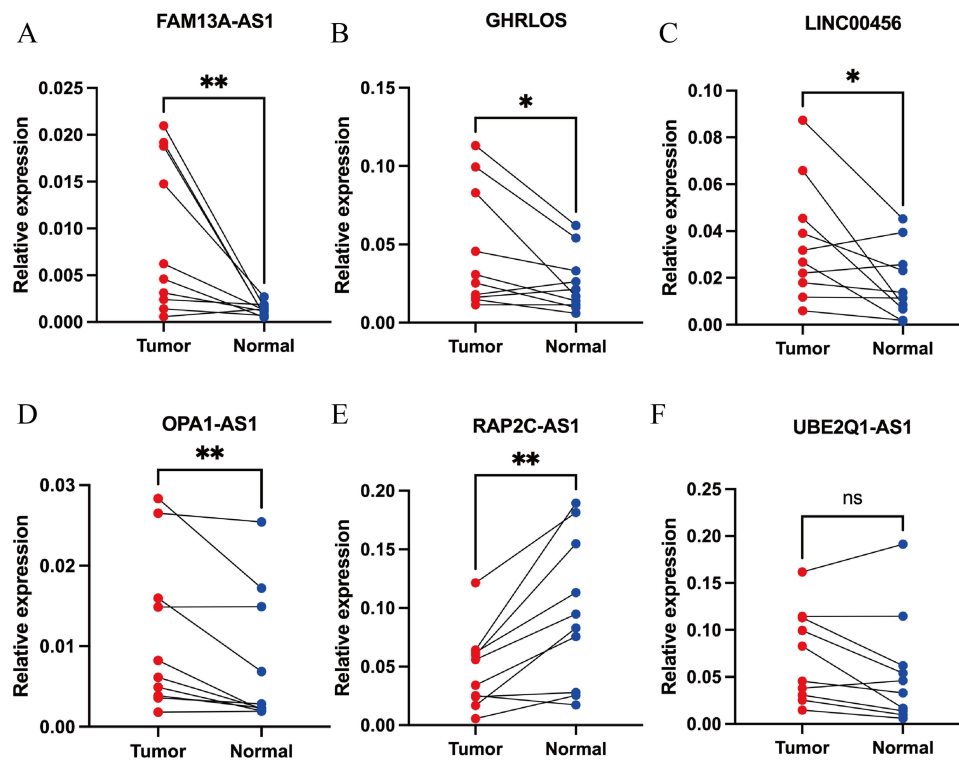 A
FAM13A-AS1
**
Relative expression
0.025
0.020
0.015
0.010
0.005
0.000
Tumor Normal
B
GHRLOS
*
Relative expression
0.15
0.10
0.05
0.00
Tumor Normal
C
LINC00456
*
Relative expression
0.10
0.08
0.06
0.04
0.02
0.00
Tumor Normal
D
OPA1-AS1
**
Relative expression
0.03
0.02
0.01
0.00
Tumor Normal
E
RAP2C-AS1
**
Relative expression
0.20
0.15
0.10
0.05
0.00
Tumor Normal
F
UBE2Q1-AS1
ns
Relative expression
0.25
0.20
0.15
0.10
0.05
0.00
Tumor Normal